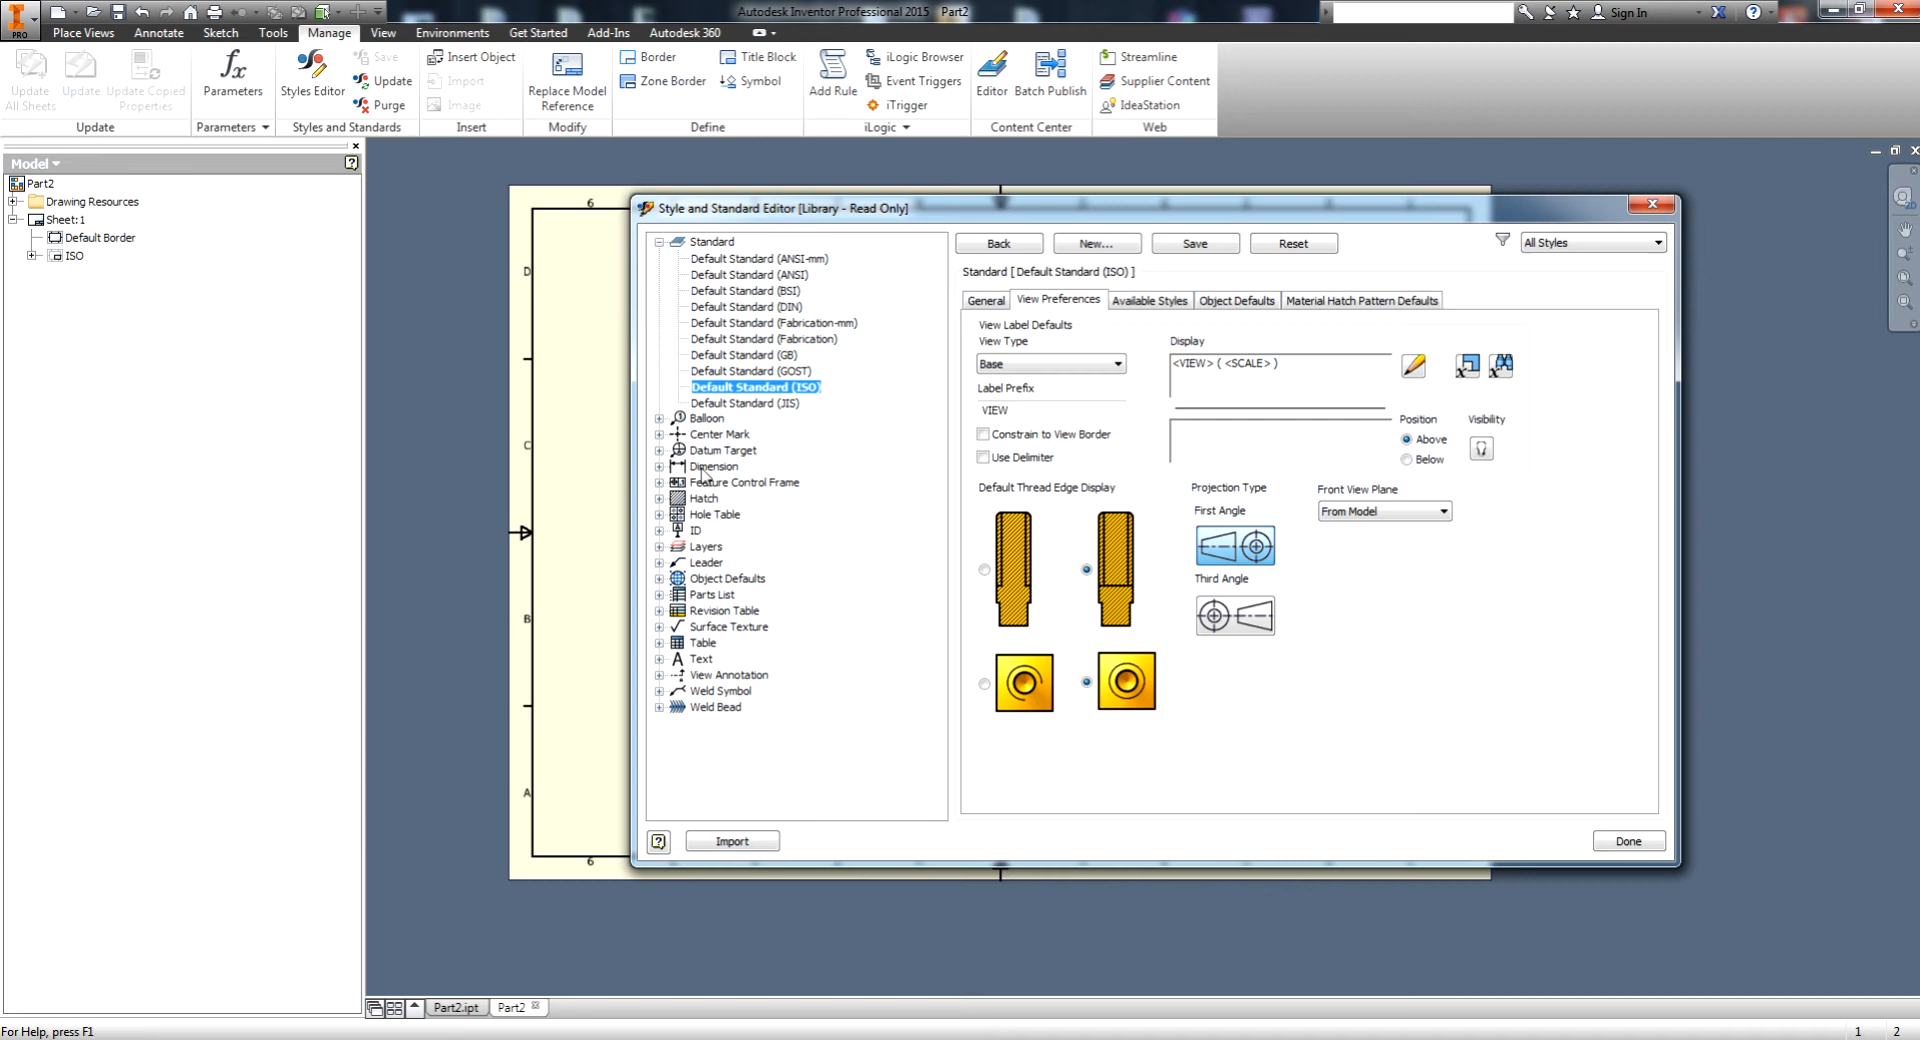 Autodesk Inventor Professional 2015 Part2
Sign In
PRO
Place Views Annotate Sketch Tools Manage View Environments Get Started Add-Ins Autodesk 360
Update All Sheets
Update
Update Copied Properties
Update
fx
Parameters
Parameters
Styles Editor
Save
Update
Purge
Styles and Standards
Insert Object
Import
Image
Insert
Replace Model Reference
Modify
Border
Zone Border
Title Block
Symbol
Define
Add Rule
iLogic Browser
Event Triggers
iTrigger
iLogic
Editor
Batch Publish
Content Center
Streamline
Supplier Content
IdeaStation
Web
Model
Part2
Drawing Resources
Sheet:1
Default Border
ISO
6
D
C
B
A
6
Style and Standard Editor [Library - Read Only]
Standard
Default Standard (ANSI-mm)
Default Standard (ANSI)
Default Standard (BSI)
Default Standard (DIN)
Default Standard (Fabrication-mm)
Default Standard (Fabrication)
Default Standard (GB)
Default Standard (GOST)
Default Standard (ISO)
Default Standard (JIS)
Balloon
Center Mark
Datum Target
Dimension
Feature Control Frame
Hatch
Hole Table
ID
Layers
Leader
Object Defaults
Parts List
Revision Table
Surface Texture
Table
Text
View Annotation
Weld Symbol
Weld Bead
Import
Back New... Save Reset
All Styles
Standard [ Default Standard (ISO) ]
General View Preferences Available Styles Object Defaults Material Hatch Pattern Defaults
View Label Defaults
View Type
Base
Label Prefix
VIEW
Constrain to View Border
Use Delimiter
Display
<VIEW> ( <SCALE> )
Position
Above
Below
Visibility
Default Thread Edge Display
Projection Type
First Angle
Third Angle
Front View Plane
From Model
Done
Part2.ipt Part2
For Help, press F1
1 2